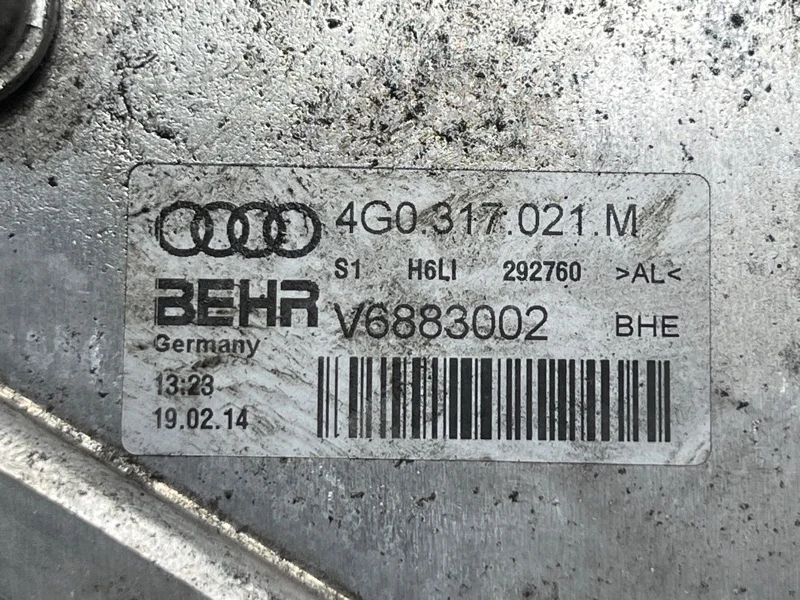 4G0.317.021.M
S1 H6LI 292760 >AL<
BEHR V6883002 BHE
Germany
13:23
19.02.14